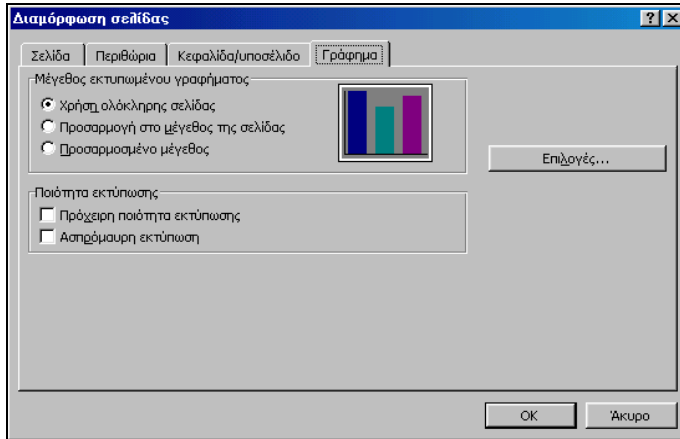 Διαμόρφωση σελίδας
Σελίδα Περιθώρια Κεφαλίδα/υποσέλιδο Γράφημα
Μέγεθος εκτυπωμένου γραφήματος
Χρήση ολόκληρης σελίδας
Προσαρμογή στο μέγεθος της σελίδας
Προσαρμοσμένο μέγεθος
Επιλογές...
Ποιότητα εκτύπωσης
Πρόχειρη ποιότητα εκτύπωσης
Ασπρόμαυρη εκτύπωση
OK Άκυρο